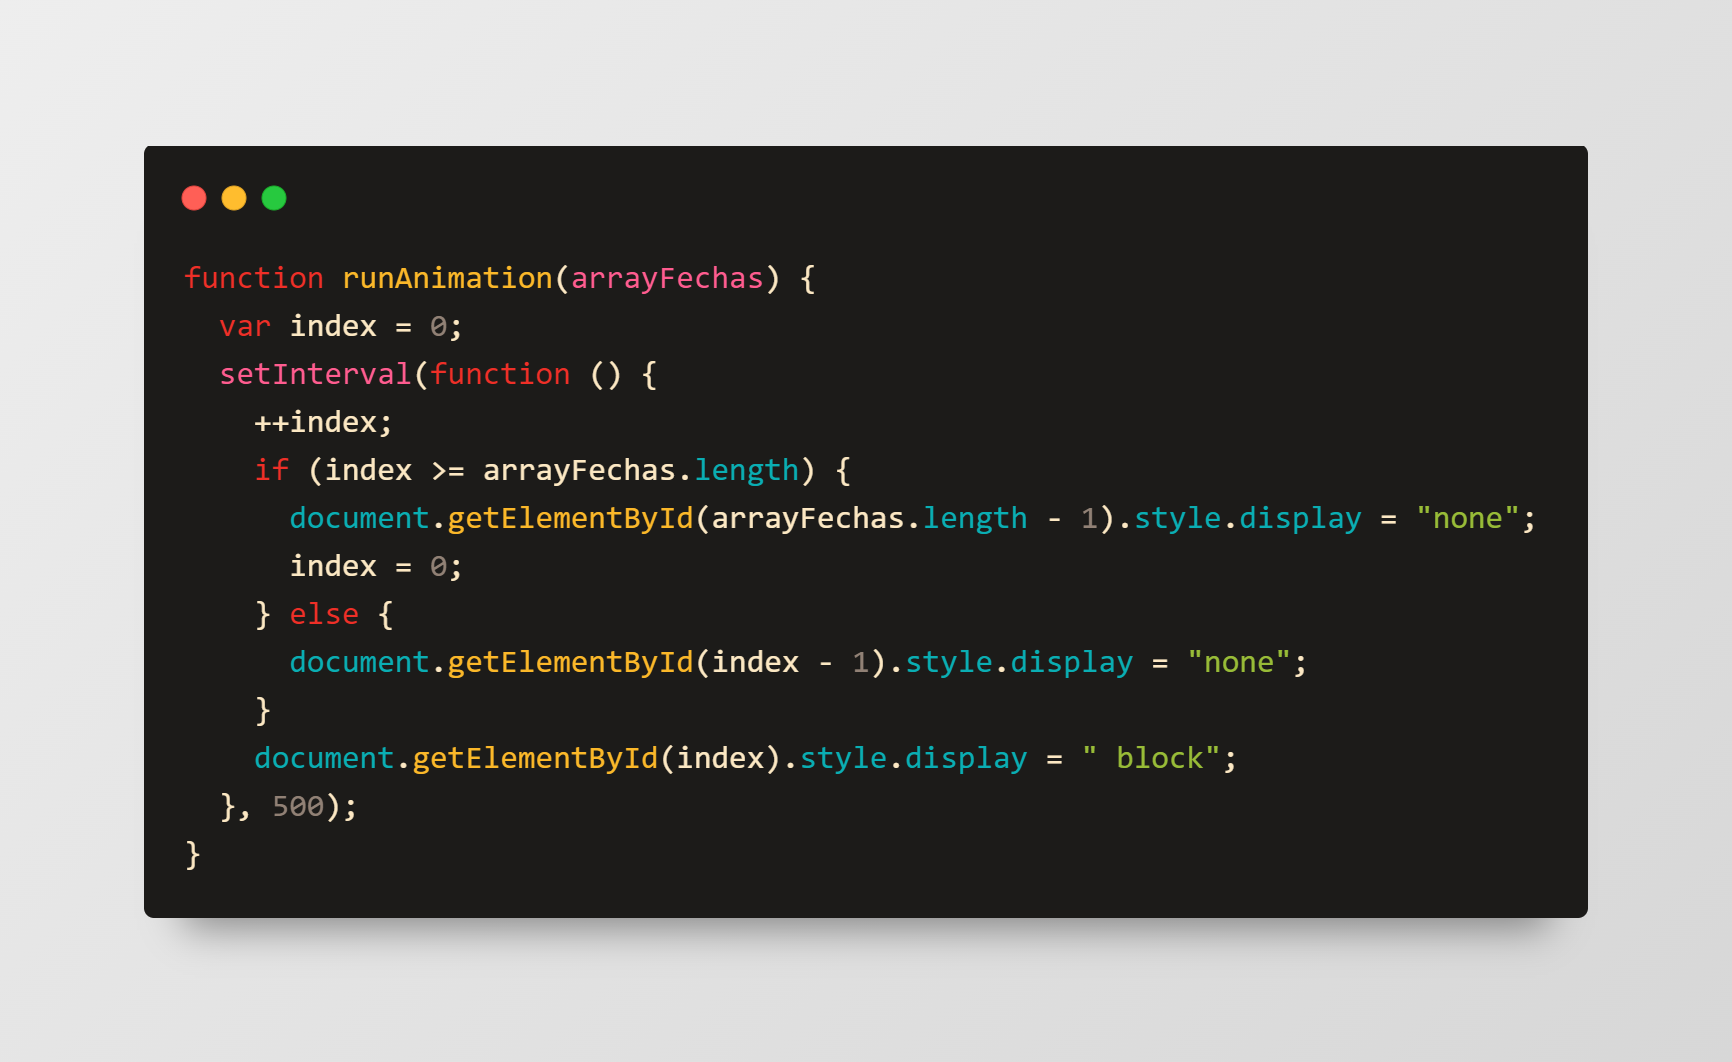 function runAnimation(arrayFechas) {
  var index = 0;
  setInterval(function () {
    ++index;
    if (index >= arrayFechas.length) {
      document.getElementById(arrayFechas.length - 1).style.display = "none";
      index = 0;
    } else {
      document.getElementById(index - 1).style.display = "none";
    }
    document.getElementById(index).style.display = " block";
  }, 500);
}